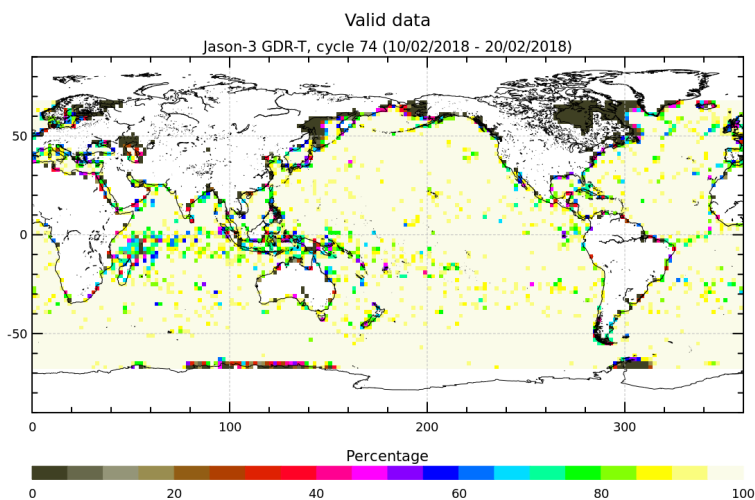 Valid data
Jason-3 GDR-T, cycle 74 (10/02/2018 - 20/02/2018)
50
0
-50
0 100 200 300
Percentage
0 20 40 60 80 100